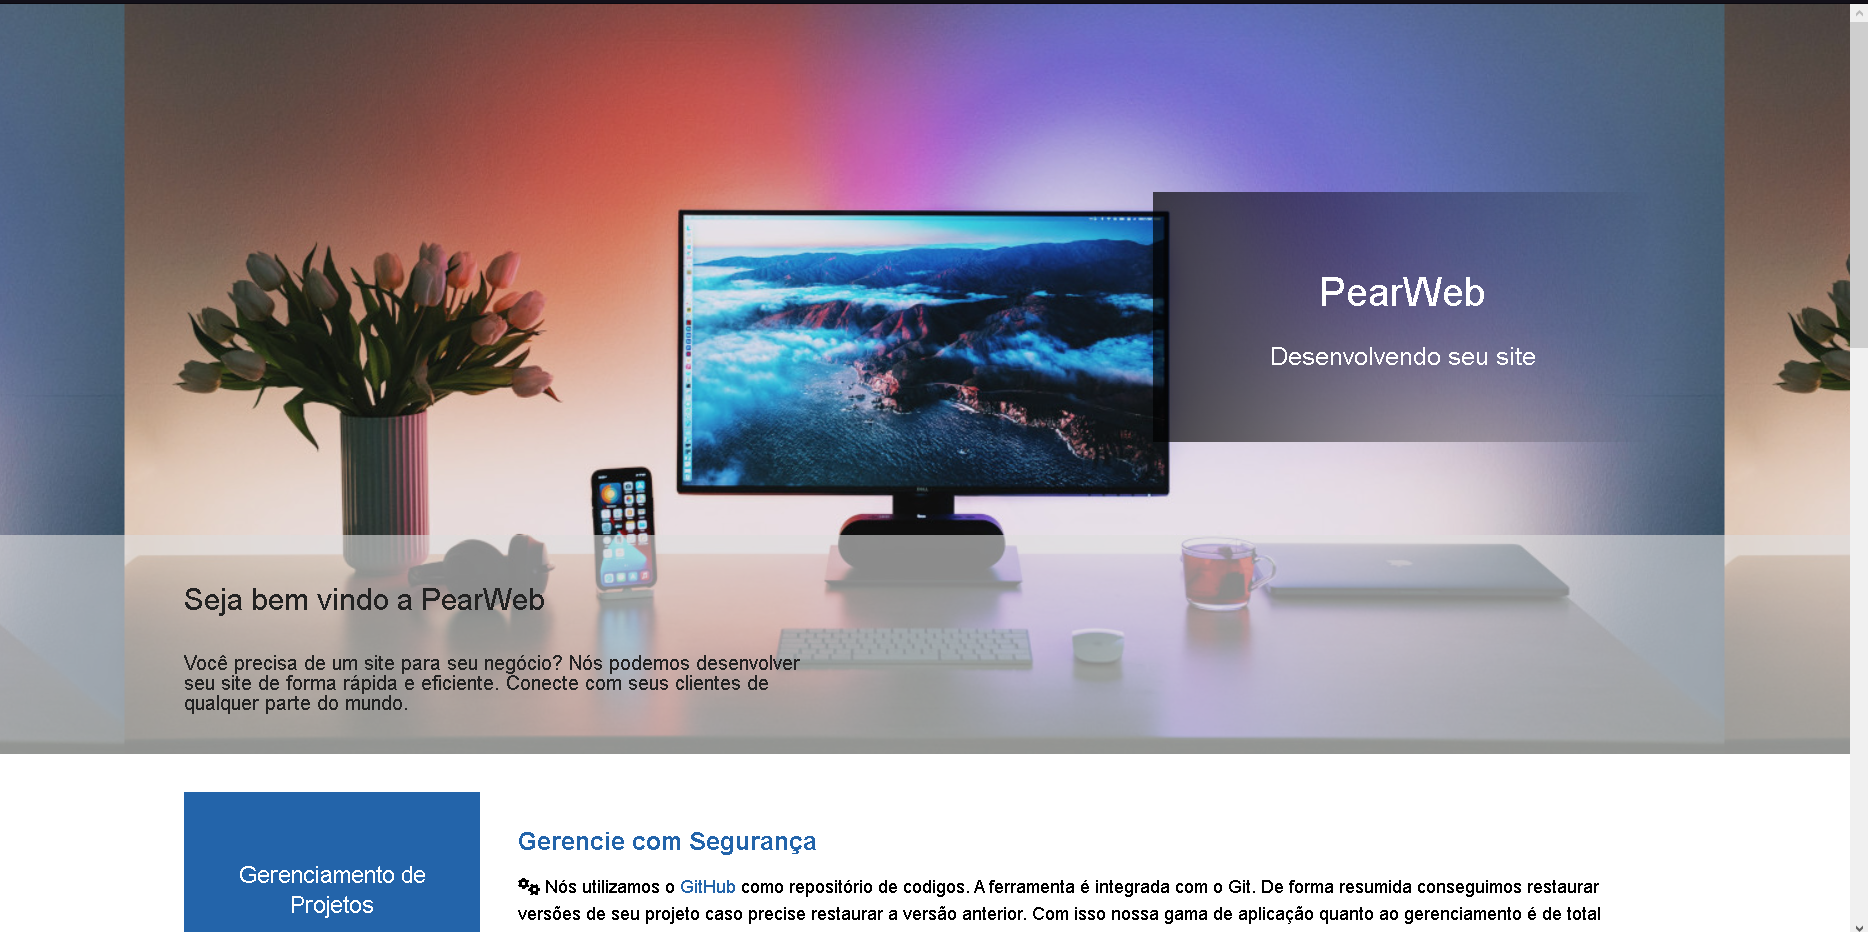 PearWeb
Desenvolvendo seu site
Seja bem vindo a PearWeb
Você precisa de um site para seu negócio? Nós podemos desenvolver
seu site de forma rápida e eficiente. Conecte com seus clientes de
qualquer parte do mundo.
Gerenciamento de
Projetos
Gerencie com Segurança
Nós utilizamos o GitHub como repositório de codigos. A ferramenta é integrada com o Git. De forma resumida conseguimos restaurar
versões de seu projeto caso precise restaurar a versão anterior. Com isso nossa gama de aplicação quanto ao gerenciamento é de total